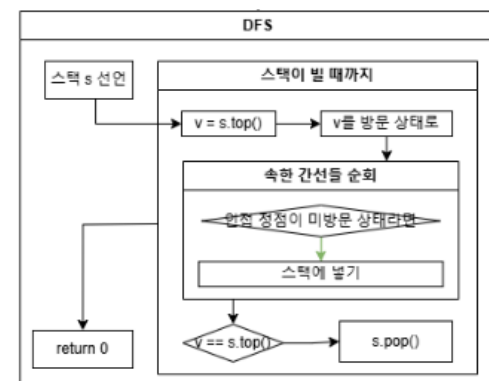 DFS
스택 s 선언
스택이 빌 때까지
v = s.top()
v를 방문 상태로
속한 간선들 순회
인접 정점이 미방문 상태라면
스택에 넣기
v == s.top()
s.pop()
return 0